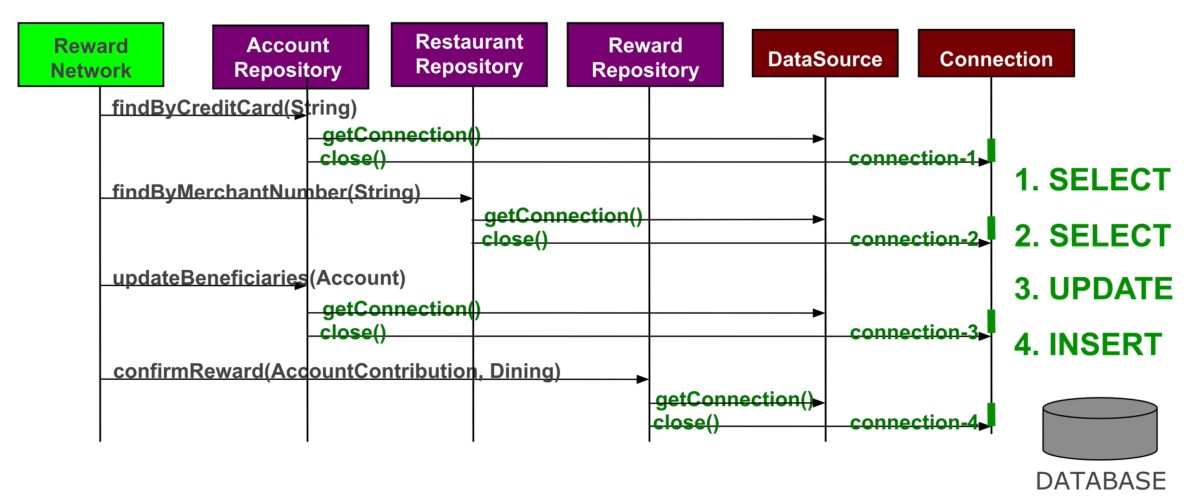 Reward
Network
Account
Repository
Restaurant
Repository
Reward
Repository
DataSource
Connection
findByCreditCard(String)
getConnection()
close()
connection-1
1. SELECT
findByMerchantNumber(String)
getConnection()
close()
connection-2
2. SELECT
updateBeneficiaries(Account)
3. UPDATE
getConnection()
close()
connection-3
4. INSERT
confirmReward(AccountContribution, Dining)
getConnection()
close()
connection-4
DATABASE